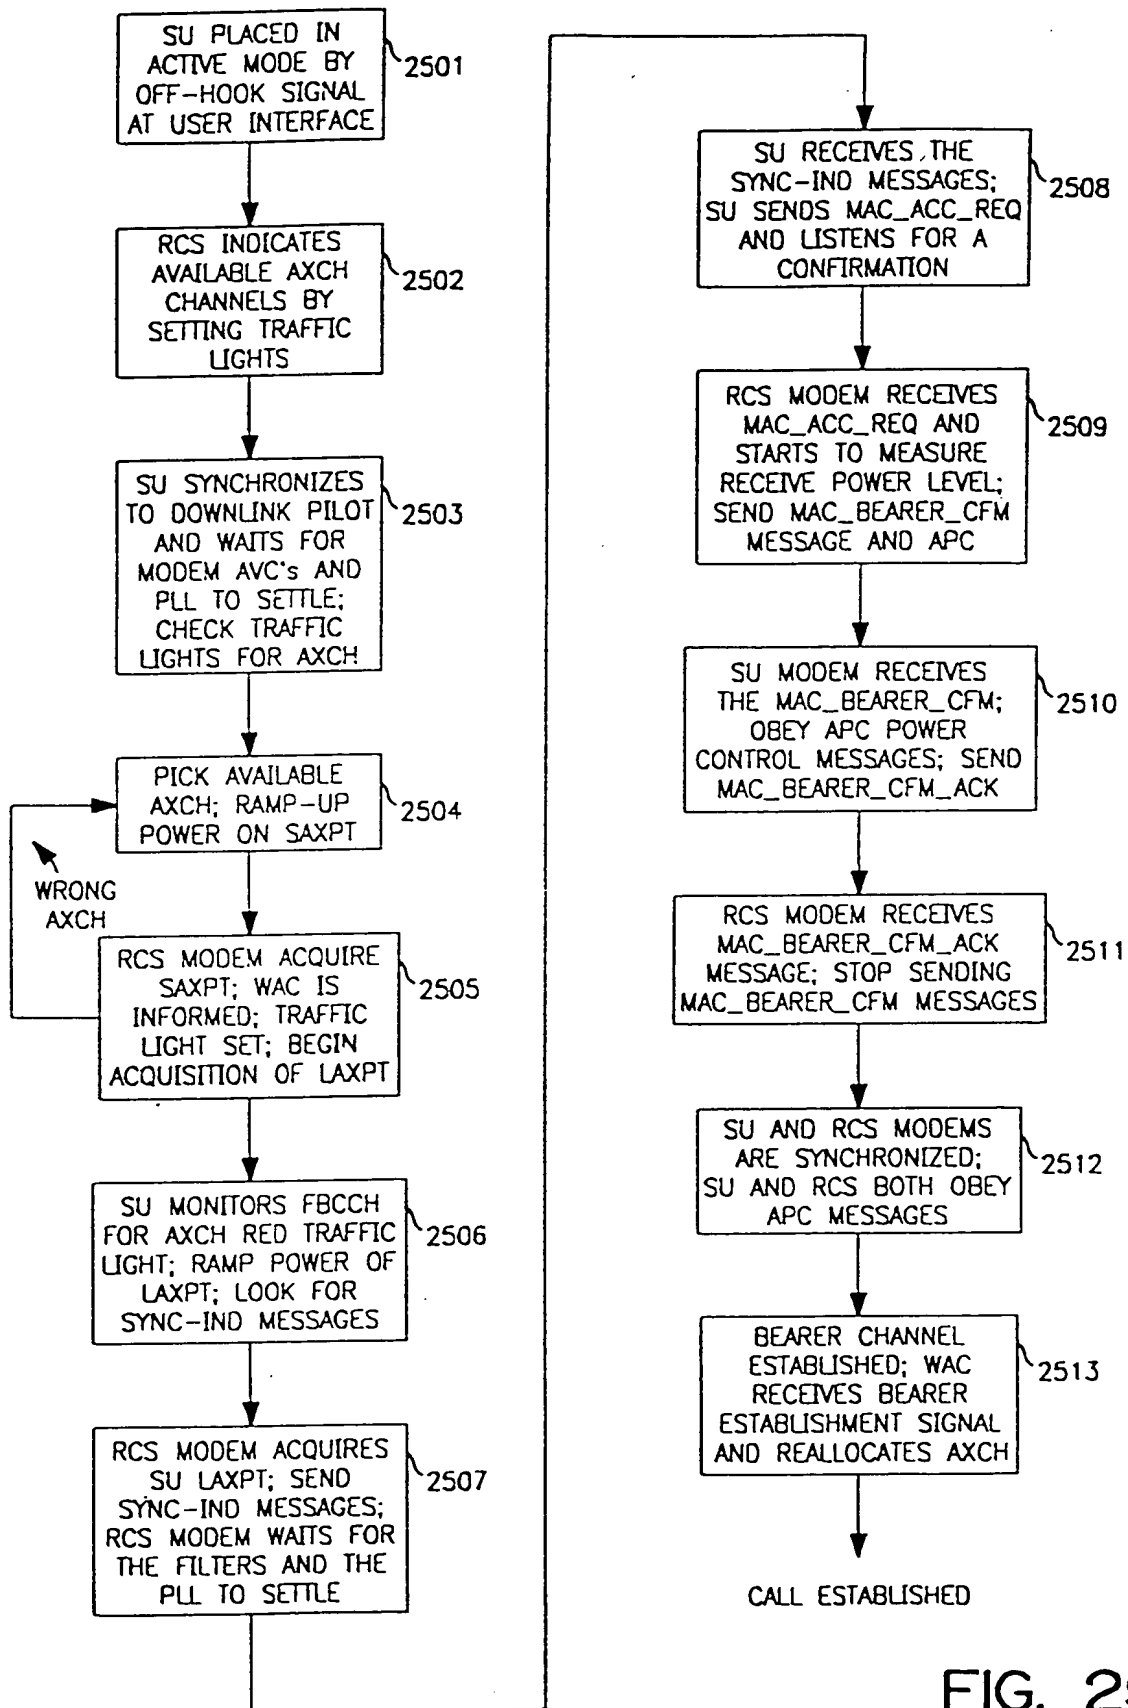 SU PLACED IN
ACTIVE MODE BY
OFF-HOOK SIGNAL
AT USER INTERFACE
2501
RCS INDICATES
AVAILABLE AXCH
CHANNELS BY
SETTING TRAFFIC
LIGHTS
2502
SU SYNCHRONIZES
TO DOWNLINK PILOT
AND WAITS FOR
MODEM AVC's AND
PLL TO SETTLE;
CHECK TRAFFIC
LIGHTS FOR AXCH
2503
PICK AVAILABLE
AXCH; RAMP-UP
POWER ON SAXPT
2504
WRONG
AXCH
RCS MODEM ACQUIRE
SAXPT; WAC IS
INFORMED; TRAFFIC
LIGHT SET; BEGIN
ACQUISITION OF LAXPT
2505
SU MONITORS FBCCH
FOR AXCH RED TRAFFIC
LIGHT; RAMP POWER OF
LAXPT; LOOK FOR
SYNC-IND MESSAGES
2506
RCS MODEM ACQUIRES
SU LAXPT; SEND
SYNC-IND MESSAGES;
RCS MODEM WAITS FOR
THE FILTERS AND THE
PLL TO SETTLE
2507
SU RECEIVES THE
SYNC-IND MESSAGES;
SU SENDS MAC_ACC_REQ
AND LISTENS FOR A
CONFIRMATION
2508
RCS MODEM RECEIVES
MAC_ACC_REQ AND
STARTS TO MEASURE
RECEIVE POWER LEVEL;
SEND MAC_BEARER_CFM
MESSAGE AND APC
2509
SU MODEM RECEIVES
THE MAC_BEARER_CFM;
OBEY APC POWER
CONTROL MESSAGES; SEND
MAC_BEARER_CFM_ACK
2510
RCS MODEM RECEIVES
MAC_BEARER_CFM_ACK
MESSAGE; STOP SENDING
MAC_BEARER_CFM MESSAGES
2511
SU AND RCS MODEMS
ARE SYNCHRONIZED;
SU AND RCS BOTH OBEY
APC MESSAGES
2512
BEARER CHANNEL
ESTABLISHED; WAC
RECEIVES BEARER
ESTABLISHMENT SIGNAL
AND REALLOCATES AXCH
2513
CALL ESTABLISHED
FIG.